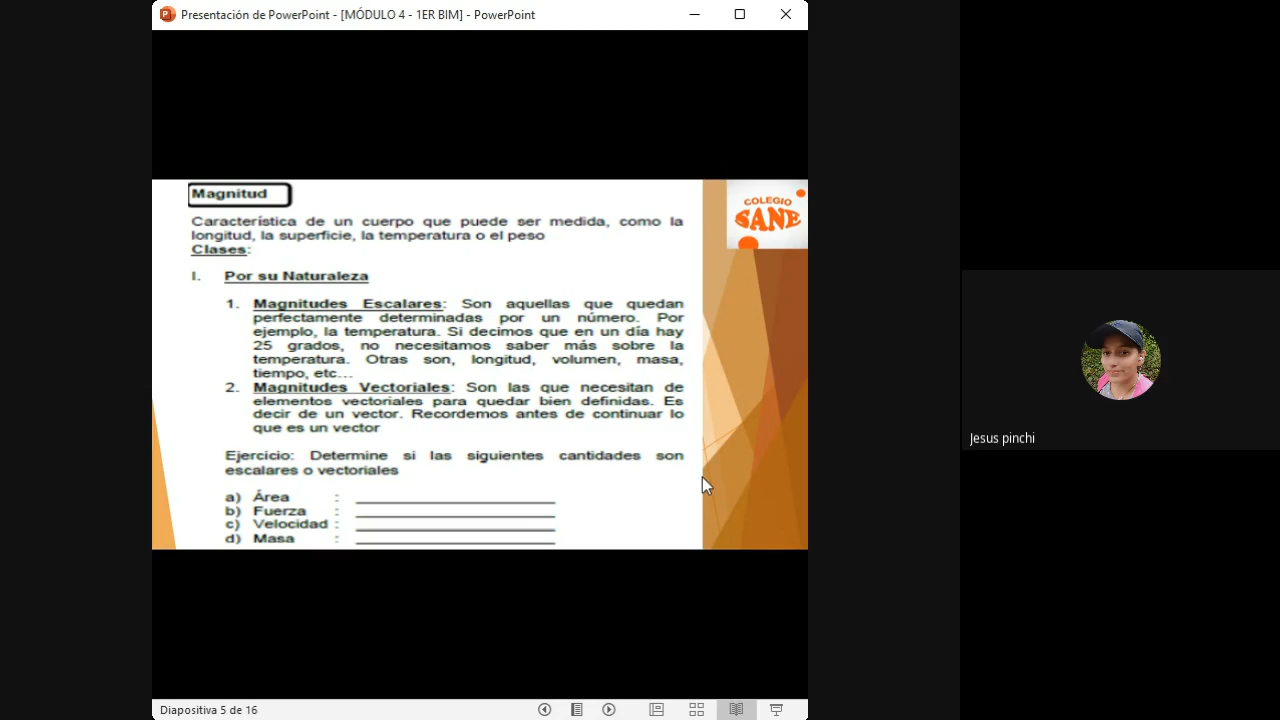 Presentación de PowerPoint - [MÓDULO 4 - 1ER BIM] - PowerPoint
Magnitud
COLEGIO
SANE
Característica de un cuerpo que puede ser medida, como la
longitud, la superficie, la temperatura o el peso
Clases:
I. Por su Naturaleza
1. Magnitudes Escalares: Son aquellas que quedan
perfectamente determinadas por un número. Por
ejemplo, la temperatura. Si decimos que en un día hay
25 grados, no necesitamos saber más sobre la
temperatura. Otras son, longitud, volumen, masa,
tiempo, etc...
2. Magnitudes Vectoriales: Son las que necesitan de
elementos vectoriales para quedar bien definidas. Es
decir de un vector. Recordemos antes de continuar lo
que es un vector
Ejercicio: Determine si las siguientes cantidades son
escalares o vectoriales
a) Área : ____________________
b) Fuerza : ____________________
c) Velocidad : ____________________
d) Masa : ____________________
Jesus pinchi
Diapositiva 5 de 16